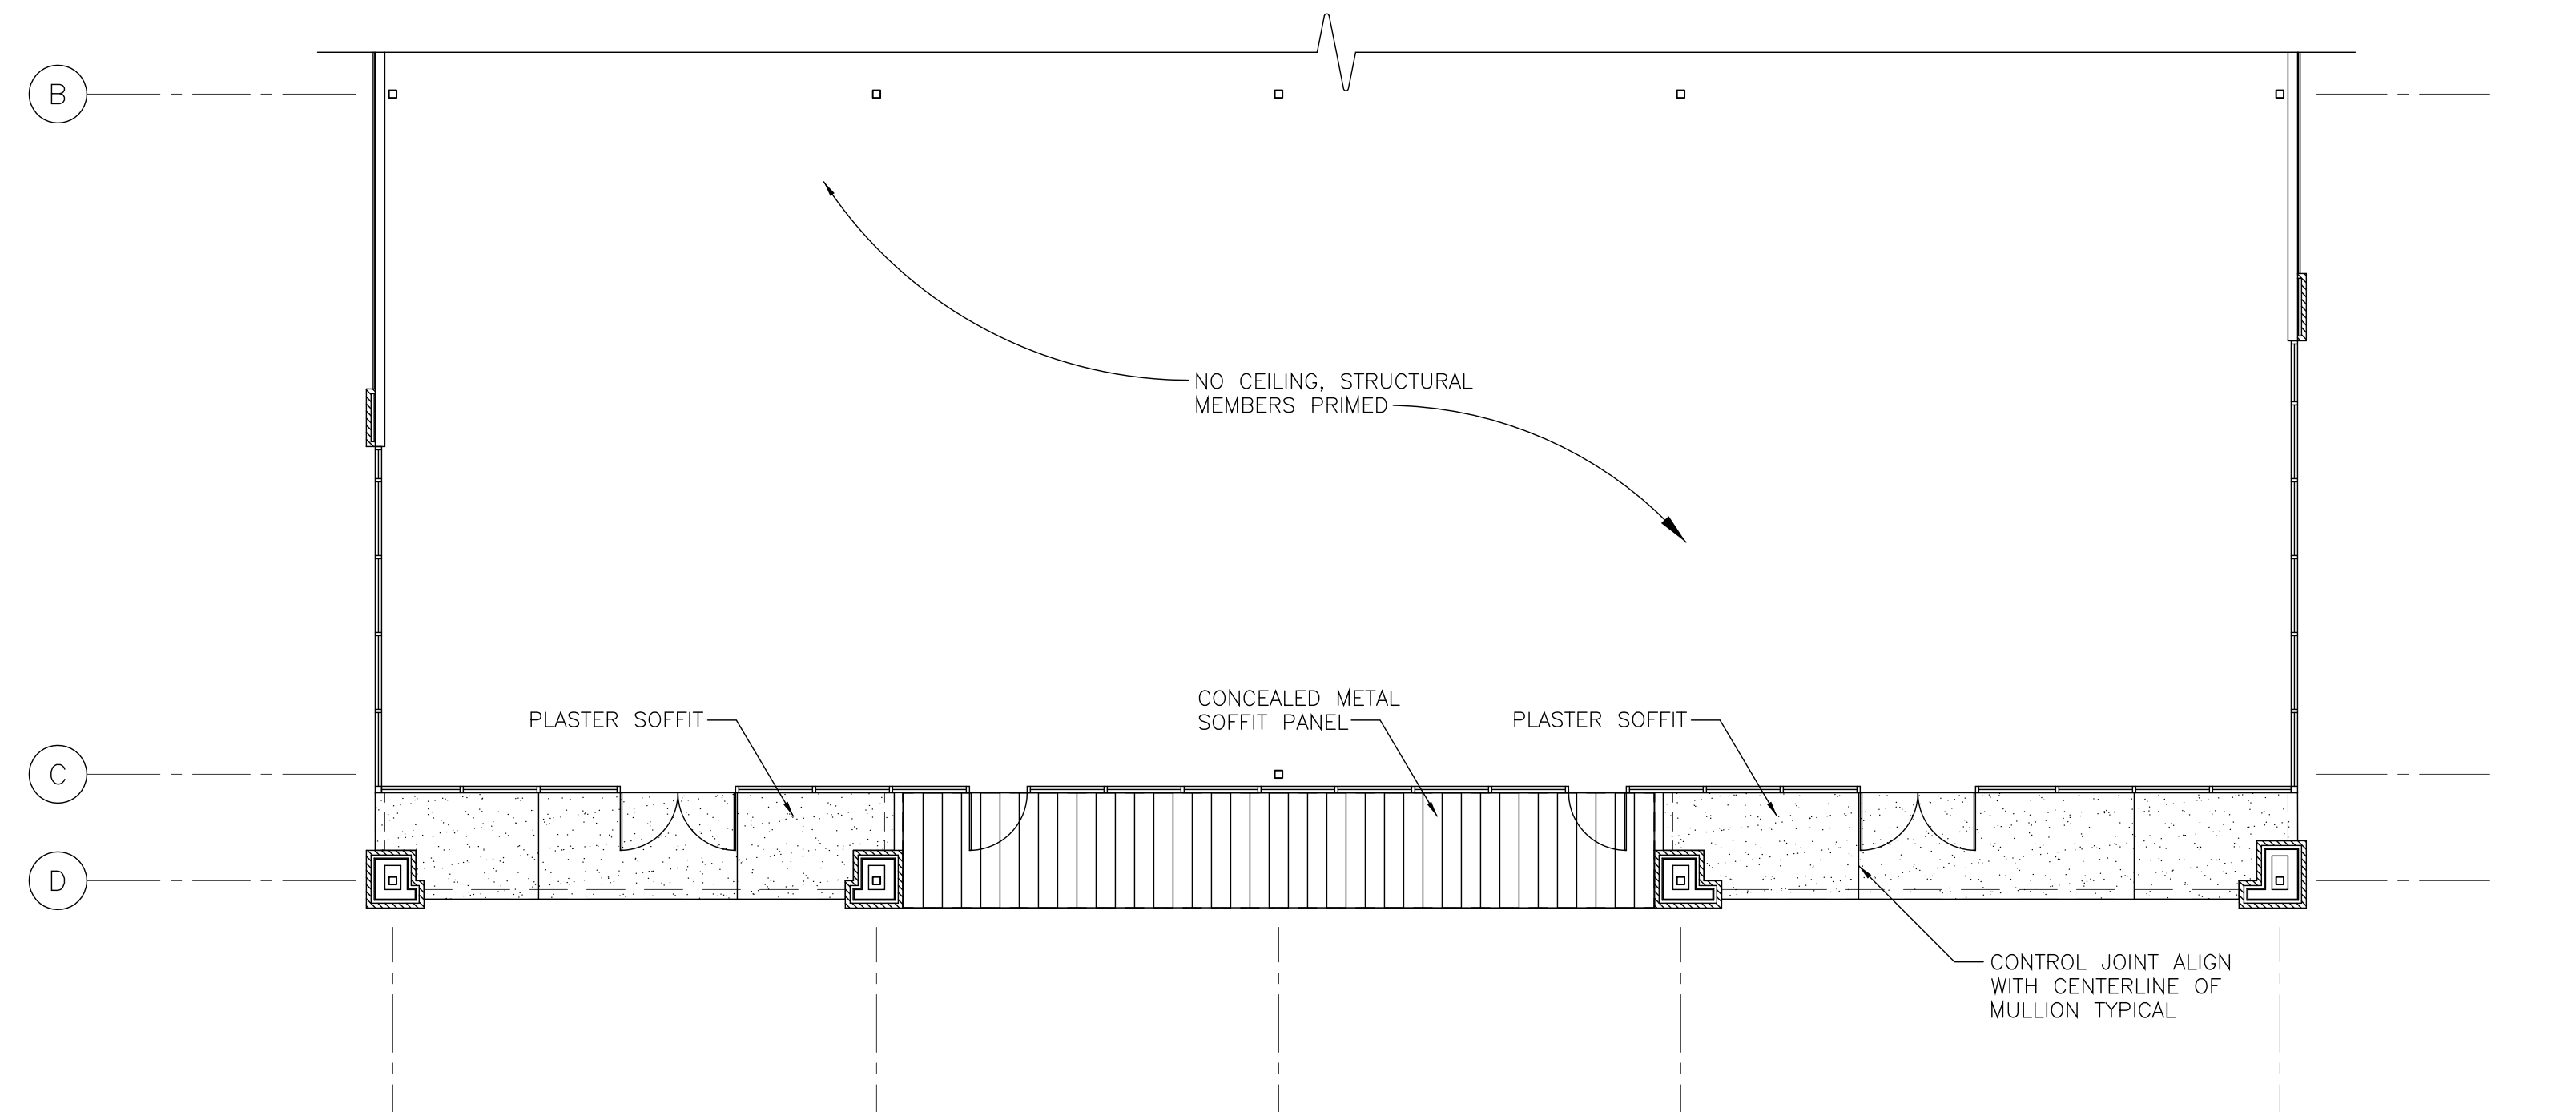 B
NO CEILING, STRUCTURAL
MEMBERS PRIMED
CONCEALED METAL
SOFFIT PANEL
PLASTER SOFFIT
PLASTER SOFFIT
C
D
CONTROL JOINT ALIGN
WITH CENTERLINE OF
MULLION TYPICAL